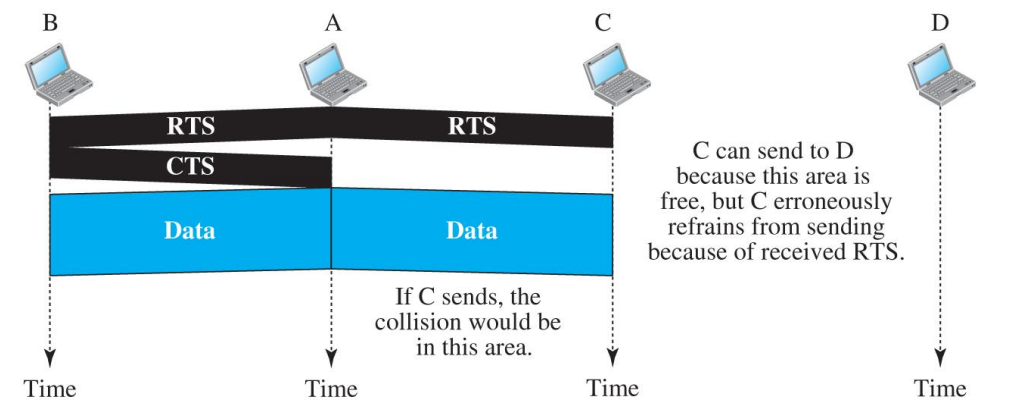 B
A
C
D
RTS
RTS
CTS
Data
Data
C can send to D
because this area is
free, but C erroneously
refrains from sending
because of received RTS.
If C sends, the
collision would be
in this area.
Time
Time
Time
Time